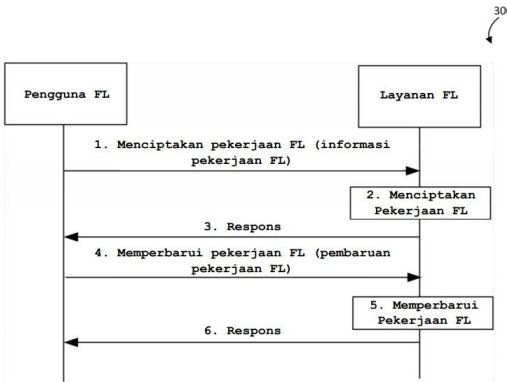 Pengguna FL
Layanan FL
1. Menciptakan pekerjaan FL (informasi
pekerjaan FL)
2. Menciptakan
Pekerjaan FL
3. Respons
4. Memperbarui pekerjaan FL (pembaruan
pekerjaan FL)
5. Memperbarui
Pekerjaan FL
6. Respons